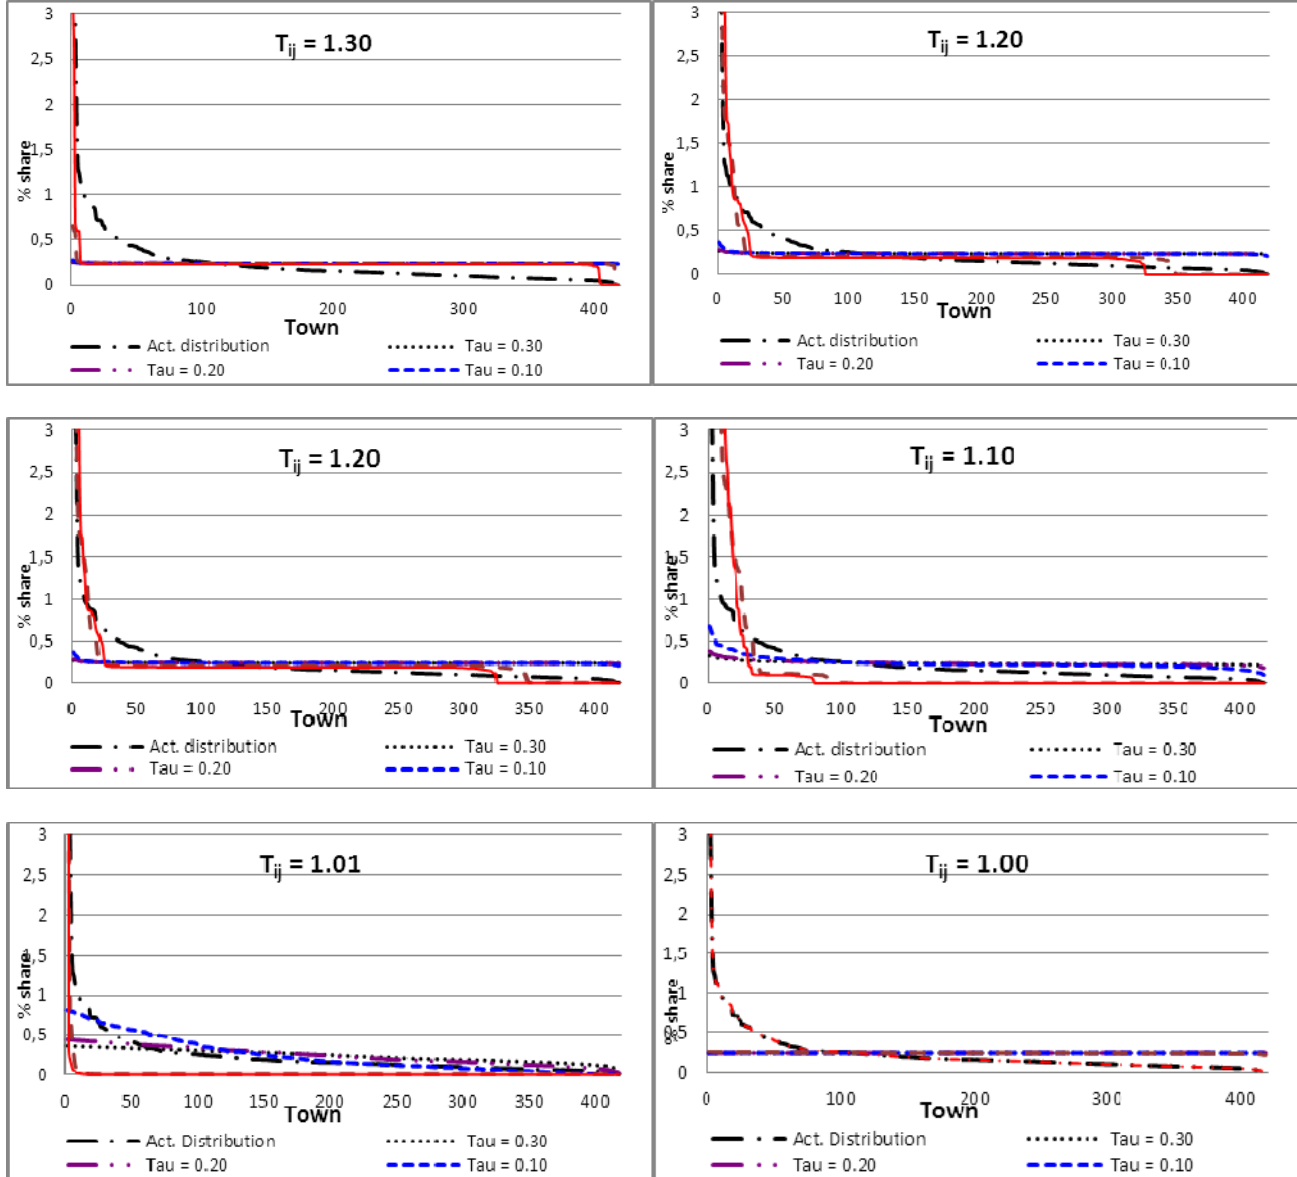 T_ij = 1.30
3
2,5
2
1,5
1
0,5
0
% share
0 100 200 300 400
Town
Act. distribution Tau = 0.30
Tau = 0.20 Tau = 0.10
T_ij = 1.20
3
2,5
2
1,5
1
0,5
0
% share
0 50 100 150 200 250 300 350 400
Town
Act. distribution Tau = 0.30
Tau = 0.20 Tau = 0.10
T_ij = 1.20
3
2,5
2
1,5
1
0,5
0
% share
0 50 100 150 200 250 300 350 400
Town
Act. distribution Tau = 0.30
Tau = 0.20 Tau = 0.10
T_ij = 1.10
3
2,5
2
1,5
1
0,5
0
% share
0 50 100 150 200 250 300 350 400
Town
Act. distribution Tau = 0.30
Tau = 0.20 Tau = 0.10
T_ij = 1.01
3
2,5
2
1,5
1
0,5
0
% share
0 50 100 150 200 250 300 350 400
Town
Act. Distribution Tau = 0.30
Tau = 0.20 Tau = 0.10
T_ij = 1.00
3
2,5
2
1,5
1
0,5
0
% share
0 100 200 300 400
Town
Act. Distribution Tau = 0.30
Tau = 0.20 Tau = 0.10